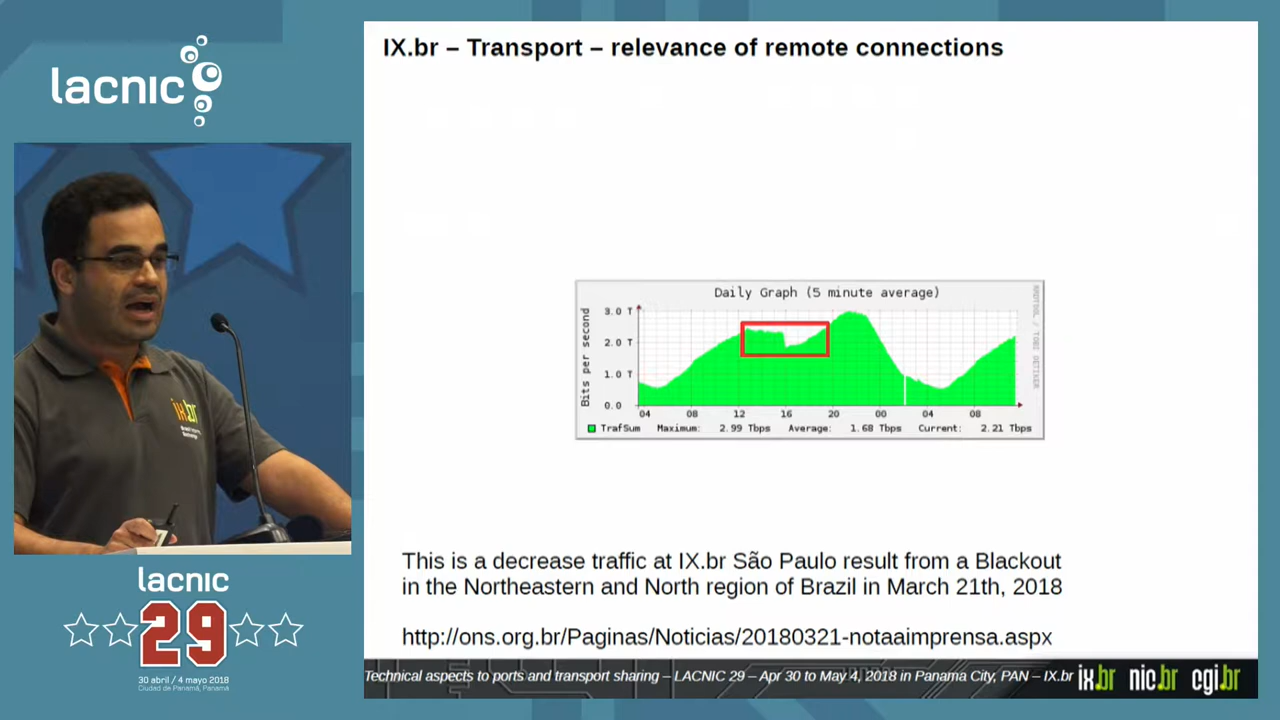 lacnic
IX.br – Transport – relevance of remote connections
Daily Graph (5 minute average)
Bits per second
3.0 T
2.0 T
1.0 T
0.0
04 08 12 16 20 00 04 08
TrafSum Maximum: 2.99 Tbps Average: 1.68 Tbps Current: 2.21 Tbps
RRDTOOL / TOBI OETIKER
ix.br
This is a decrease traffic at IX.br São Paulo result from a Blackout
in the Northeastern and North region of Brazil in March 21th, 2018
http://ons.org.br/Paginas/Noticias/20180321-notaaimprensa.aspx
lacnic
29
30 abril / 4 mayo 2018
Ciudad de Panamá, Panamá
Technical aspects to ports and transport sharing – LACNIC 29 – Apr 30 to May 4, 2018 in Panama City, PAN – IX.br
ix.br nic.br cgi.br